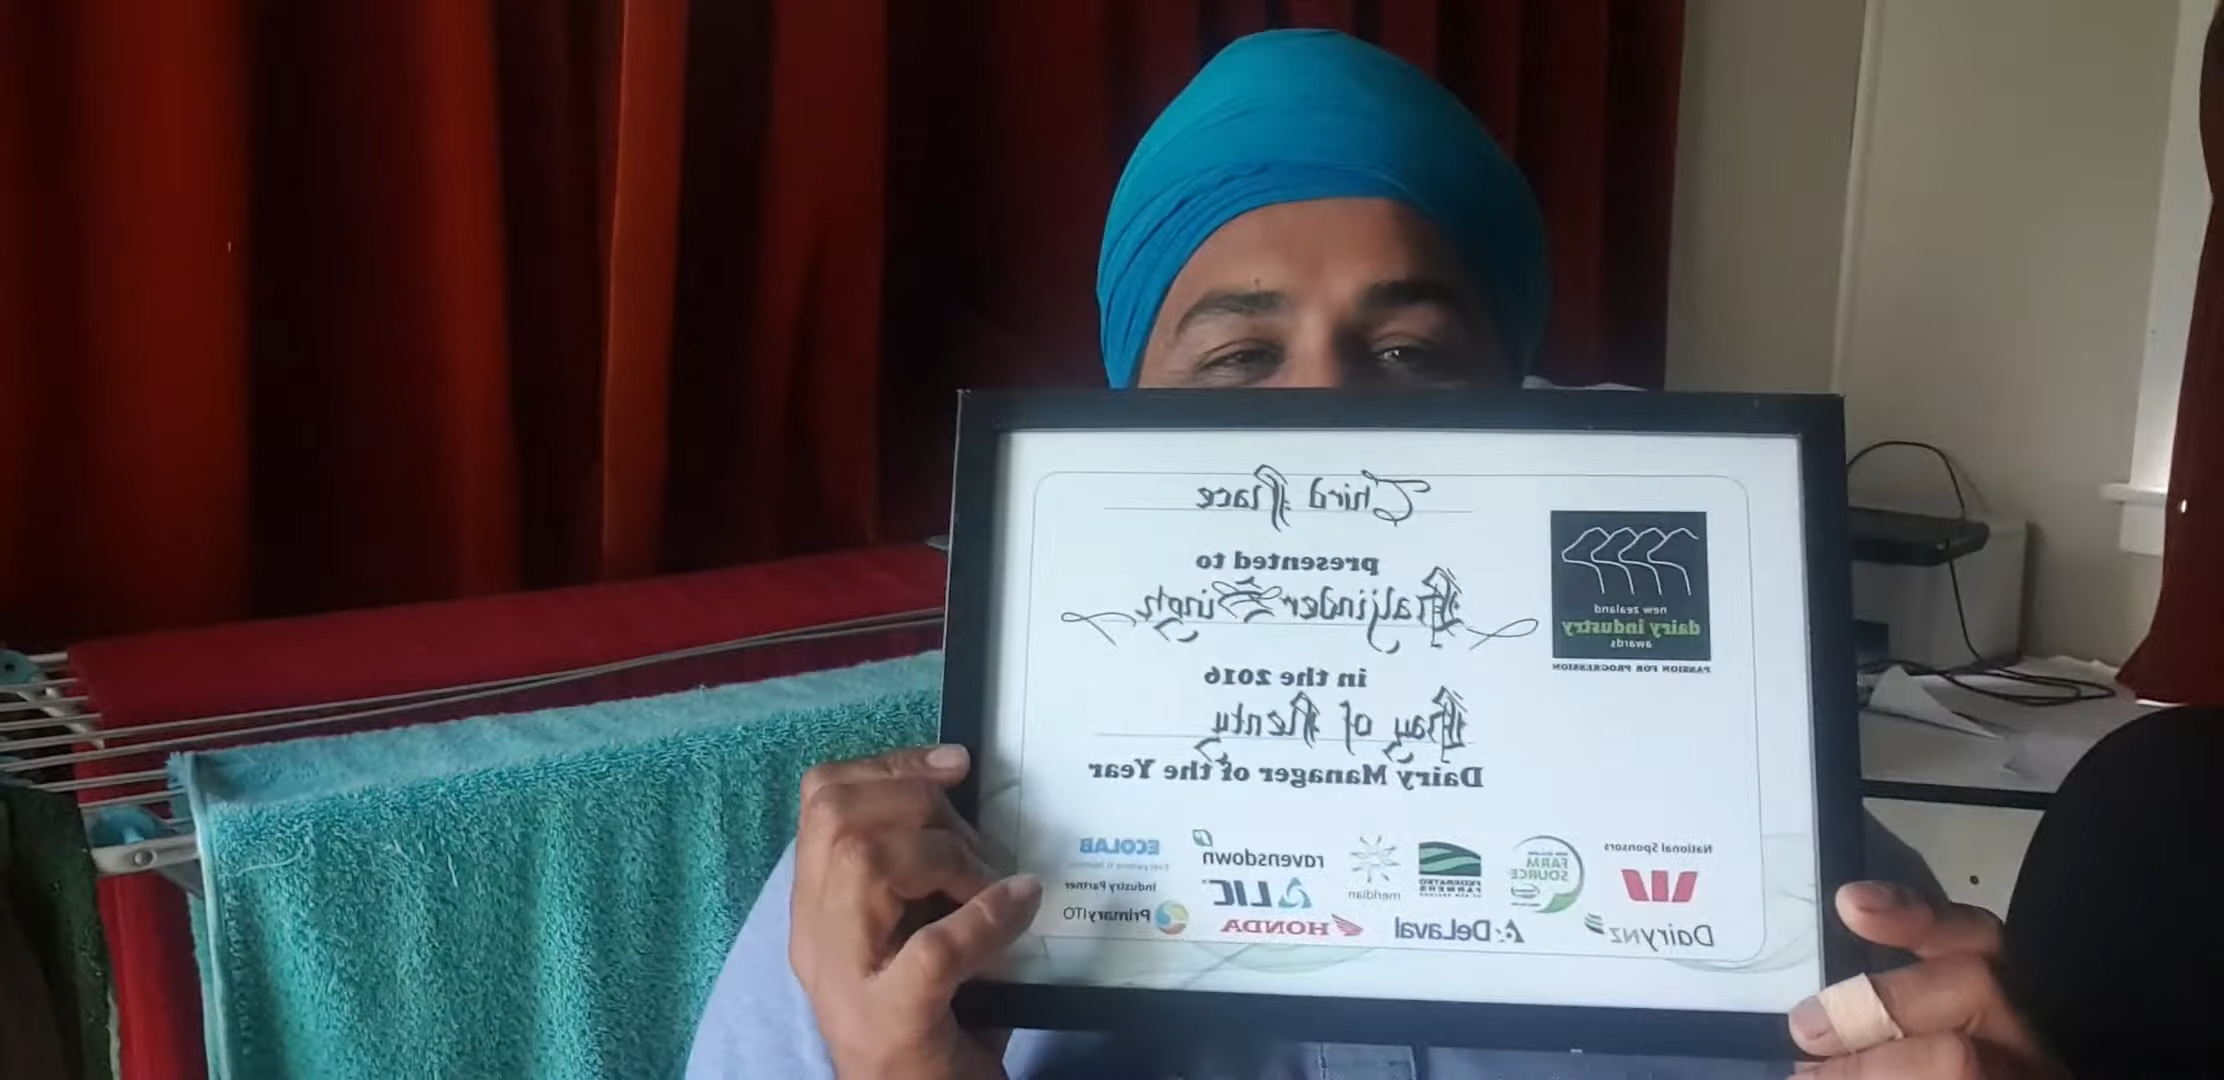 Third Place
presented to
Baljinder Singh
in the 2016
Bay of Plenty
Dairy Manager of the Year
new zealand
dairy industry
awards
PASSION FOR PROGRESSION
National Sponsors
FARM
SOURCE
FEDERATED
FARMERS
meridian
ravensdown
ECOLAB
DairyNZ
DeLaval
HONDA
LIC
Industry Partner
PrimaryITO